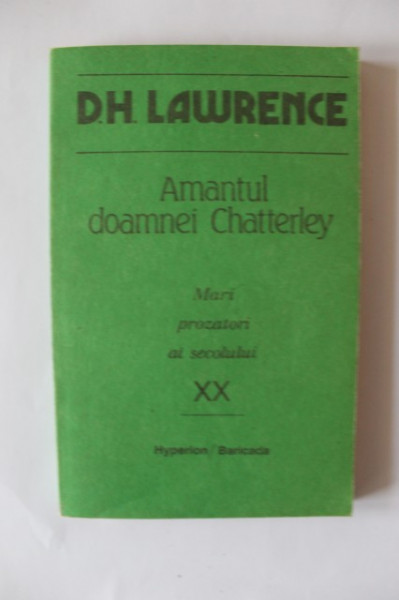 D.H. LAWRENCE
Amantul
doamnei Chatterley
Mari
prozatori
ai secolului
XX
Hyperion / Baricada